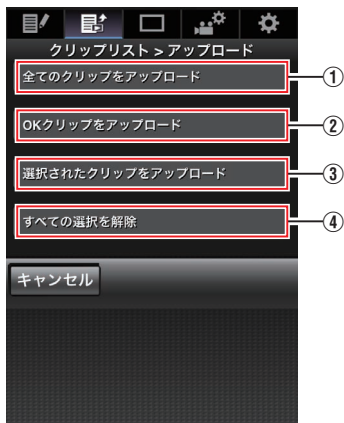 クリップリスト > アップロード
全てのクリップをアップロード
①
OKクリップをアップロード
②
選択されたクリップをアップロード
③
すべての選択を解除
④
キャンセル